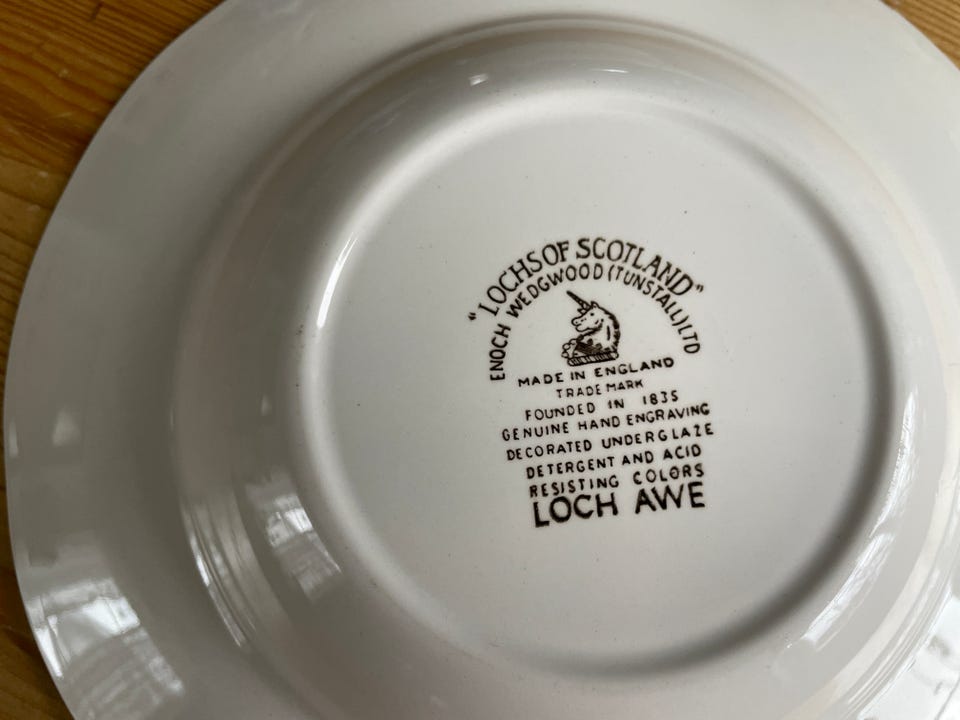 "LOCHS OF SCOTLAND"
ENOCH WEDGWOOD (TUNSTALL) LTD
MADE IN ENGLAND
TRADE MARK
FOUNDED IN 1835
GENUINE HAND ENGRAVING
DECORATED UNDERGLAZE
DETERGENT AND ACID
RESISTING COLORS
LOCH AWE